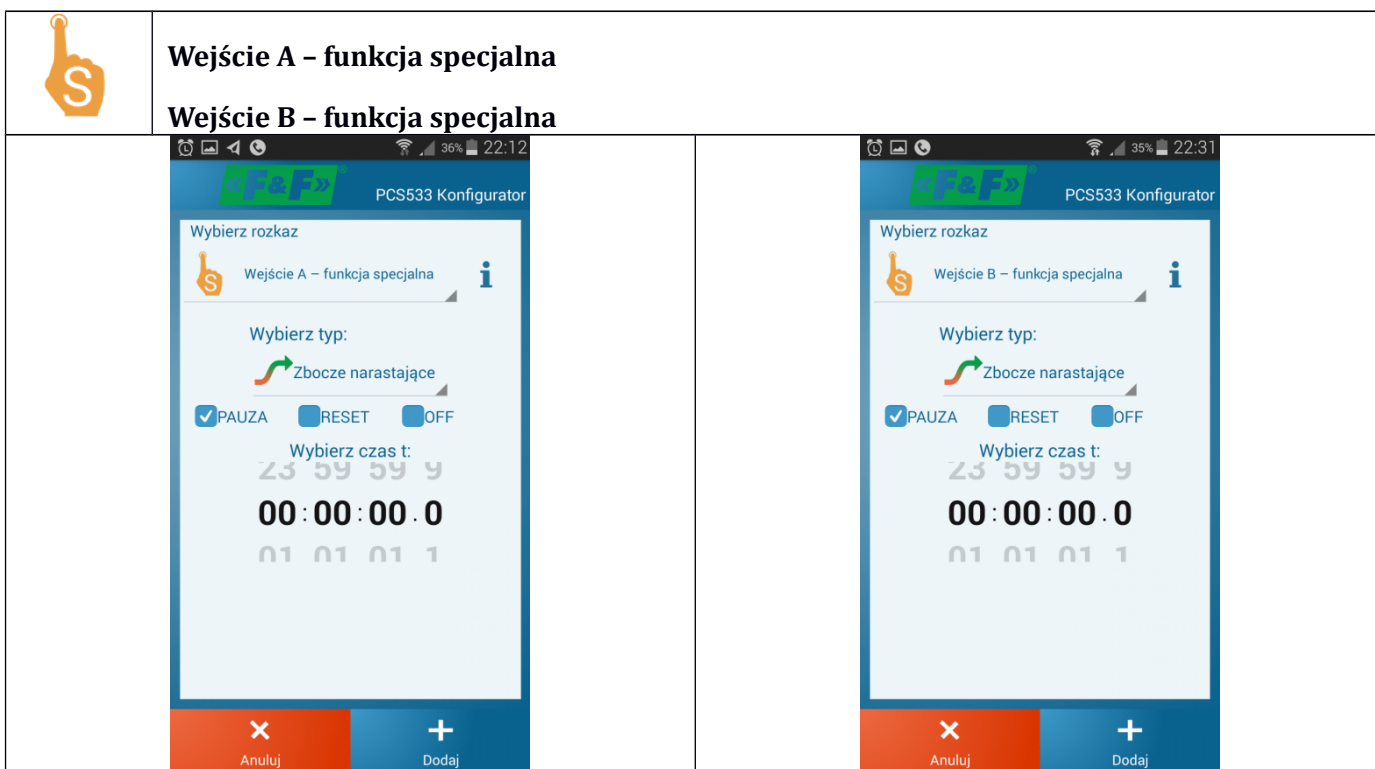 S
Wejście A – funkcja specjalna
Wejście B – funkcja specjalna
36% 22:12
«F&F»®
PCS533 Konfigurator
Wybierz rozkaz
S
Wejście A – funkcja specjalna
i
Wybierz typ:
Zbocze narastające
PAUZA RESET OFF
Wybierz czas t:
23 59 59 9
00 : 00 : 00 . 0
01 01 01 1
Anuluj
Dodaj
35% 22:31
«F&F»®
PCS533 Konfigurator
Wybierz rozkaz
S
Wejście B – funkcja specjalna
i
Wybierz typ:
Zbocze narastające
PAUZA RESET OFF
Wybierz czas t:
23 59 59 9
00 : 00 : 00 . 0
01 01 01 1
Anuluj
Dodaj